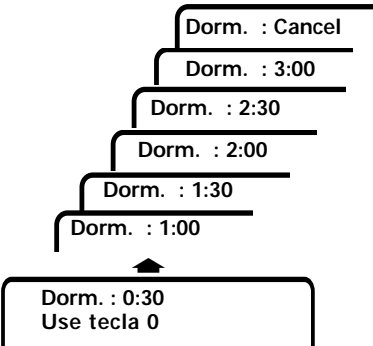 Dorm. : Cancel
Dorm. : 3:00
Dorm. : 2:30
Dorm. : 2:00
Dorm. : 1:30
Dorm. : 1:00
Dorm. : 0:30
Use tecla 0